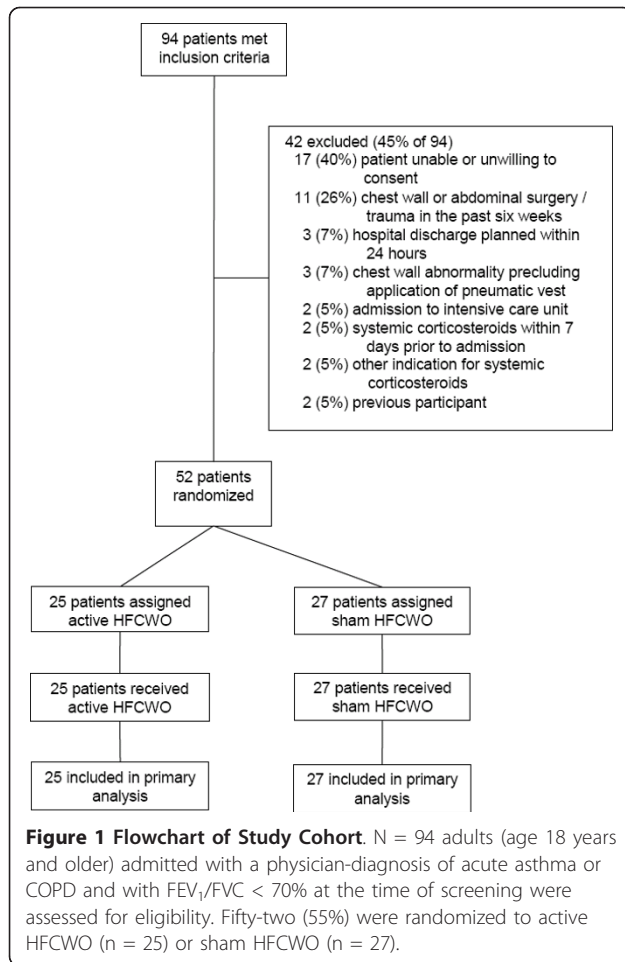 94 patients met
inclusion criteria
42 excluded (45% of 94)
17 (40%) patient unable or unwilling to
consent
11 (26%) chest wall or abdominal surgery /
trauma in the past six weeks
3 (7%) hospital discharge planned within
24 hours
3 (7%) chest wall abnormality precluding
application of pneumatic vest
2 (5%) admission to intensive care unit
2 (5%) systemic corticosteroids within 7
days prior to admission
2 (5%) other indication for systemic
corticosteroids
2 (5%) previous participant
52 patients
randomized
25 patients assigned
active HFCWO
27 patients assigned
sham HFCWO
25 patients received
active HFCWO
27 patients received
sham HFCWO
25 included in primary
analysis
27 included in primary
analysis
Figure 1 Flowchart of Study Cohort. N = 94 adults (age 18 years
and older) admitted with a physician-diagnosis of acute asthma or
COPD and with FEV₁/FVC < 70% at the time of screening were
assessed for eligibility. Fifty-two (55%) were randomized to active
HFCWO (n = 25) or sham HFCWO (n = 27).